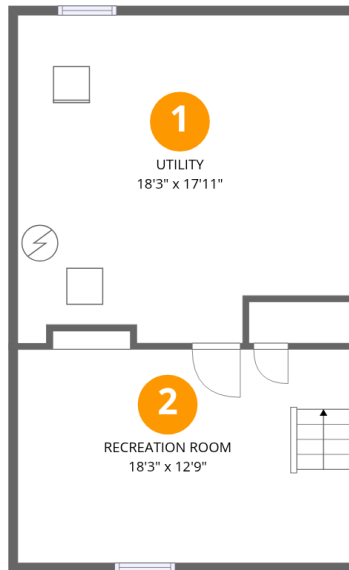 1
UTILITY
18'3" x 17'11"
2
RECREATION ROOM
18'3" x 12'9"